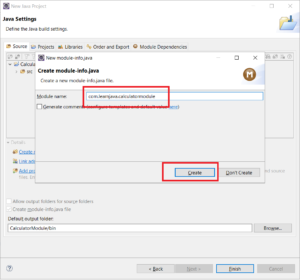 New Java Project
Java Settings
Define the Java build settings.
Source Projects Libraries Order and Export Module Dependencies
New module-info.java
Create module-info.java
Create a new module-info.java file.
Module name:
com.learnjava.calculatormodule
Generate comments (configure templates and default value here)
Create
Don't Create
Details
Allow output folders for source folders
Create module-info.java file
Default output folder:
CalculatorModule/bin
Browse...
< Back
Next >
Finish
Cancel